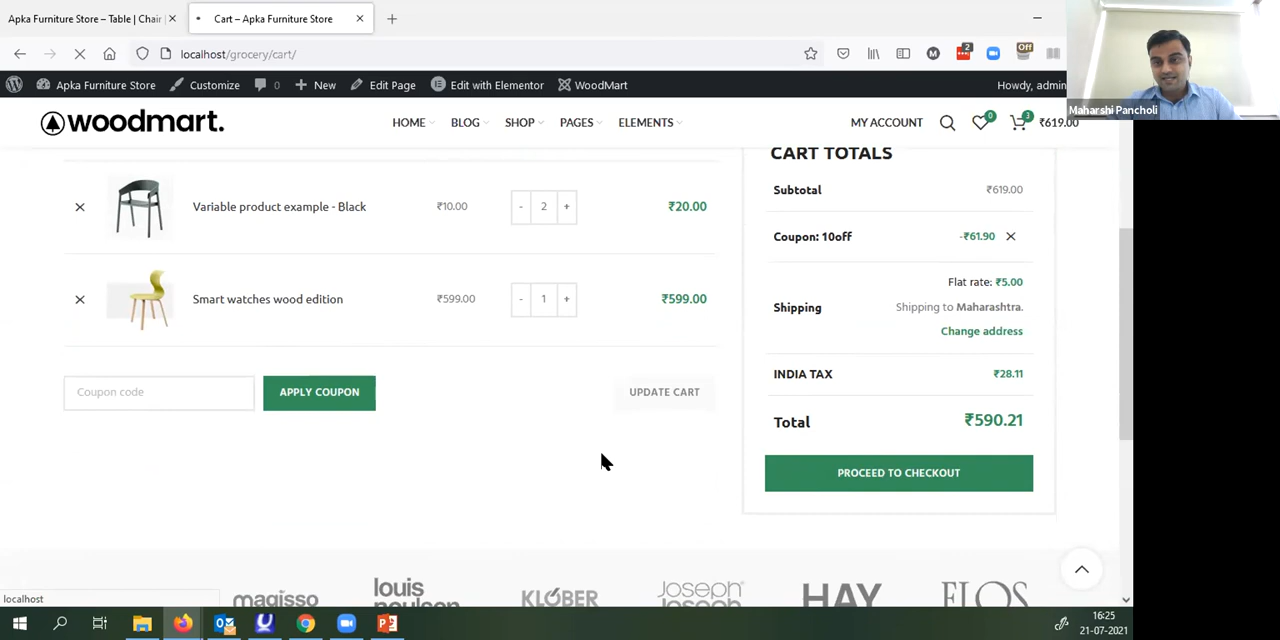 Apka Furniture Store – Table | Chair
Cart – Apka Furniture Store
localhost/grocery/cart/
2
Off
Apka Furniture Store
Customize
0
New
Edit Page
Edit with Elementor
WoodMart
Howdy, admin
Maharshi Pancholi
woodmart.
HOME
BLOG
SHOP
PAGES
ELEMENTS
MY ACCOUNT
0
3
₹619.00
CART TOTALS
Subtotal
₹619.00
Variable product example - Black
₹10.00
- 2 +
₹20.00
Coupon: 10off
-₹61.90
Flat rate: ₹5.00
Smart watches wood edition
₹599.00
- 1 +
₹599.00
Shipping
Shipping to Maharashtra.
Change address
INDIA TAX
₹28.11
Coupon code
APPLY COUPON
UPDATE CART
Total
₹590.21
PROCEED TO CHECKOUT
magisso
louis
poulsen
KLÖBER
Joseph
Joseph
HAY
FLOS
localhost
16:25
21-07-2021